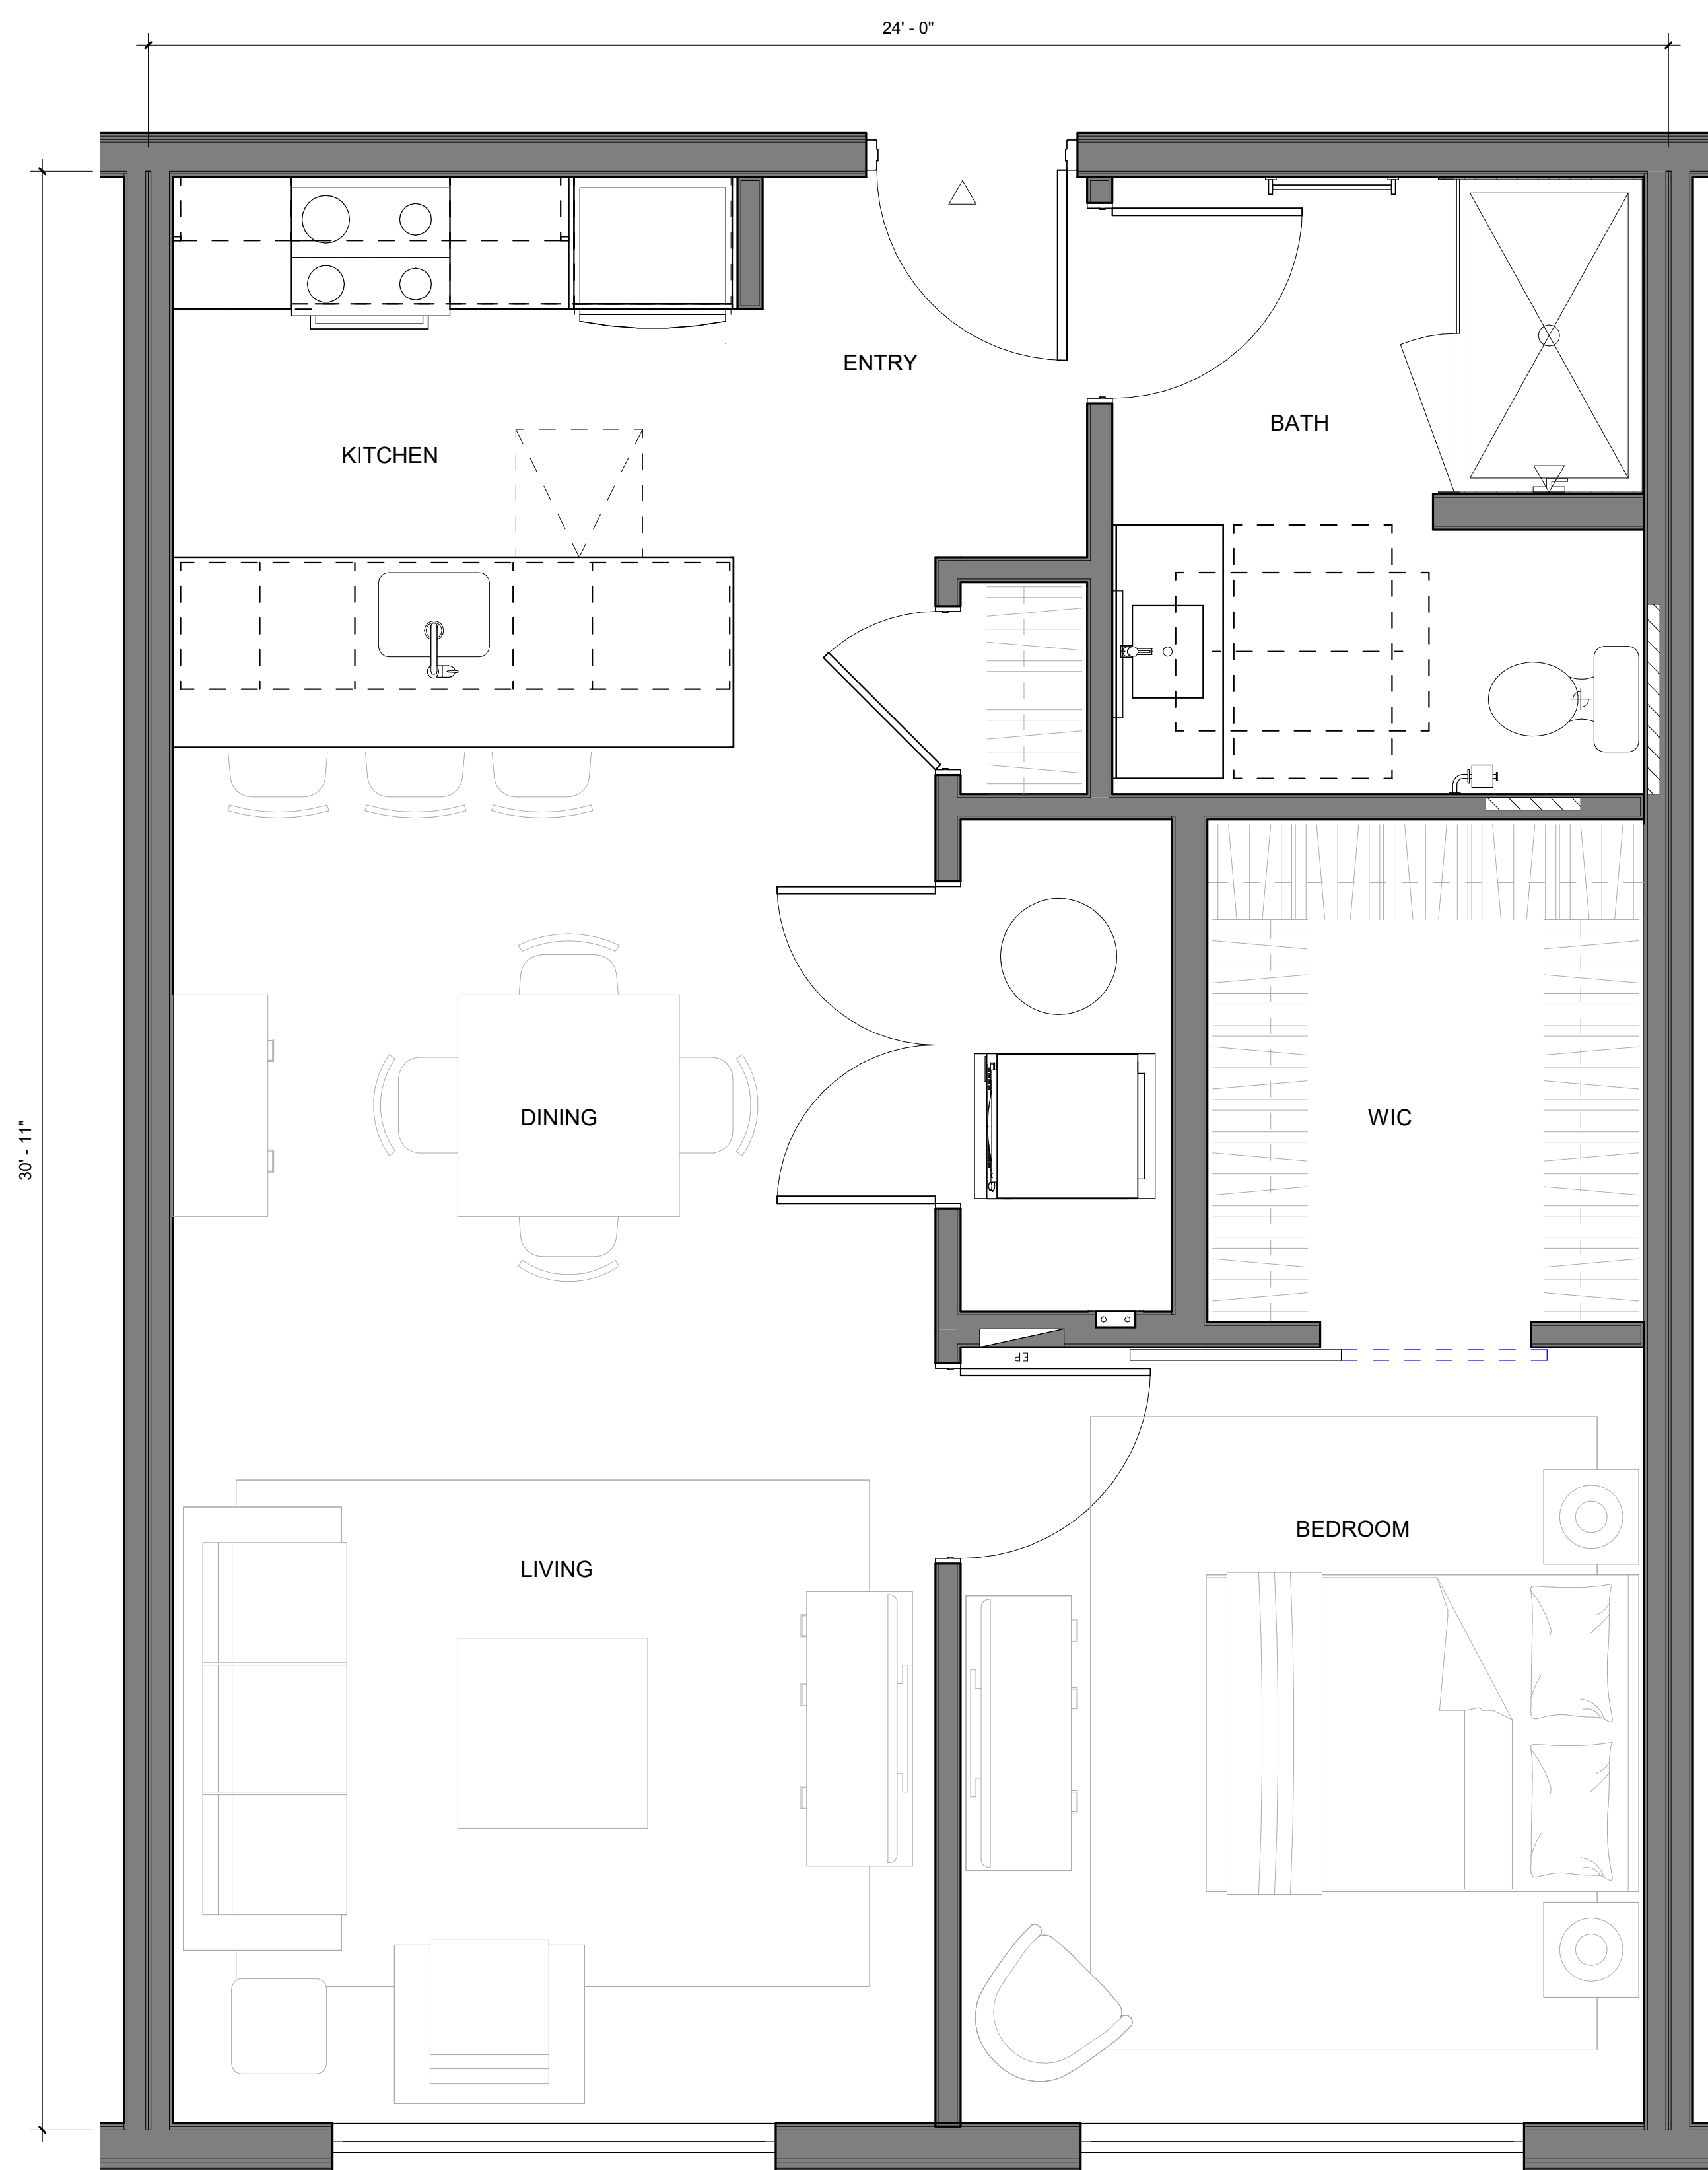 24' - 0"
ENTRY
BATH
KITCHEN
30' - 11"
DINING
WIC
EP
BEDROOM
LIVING